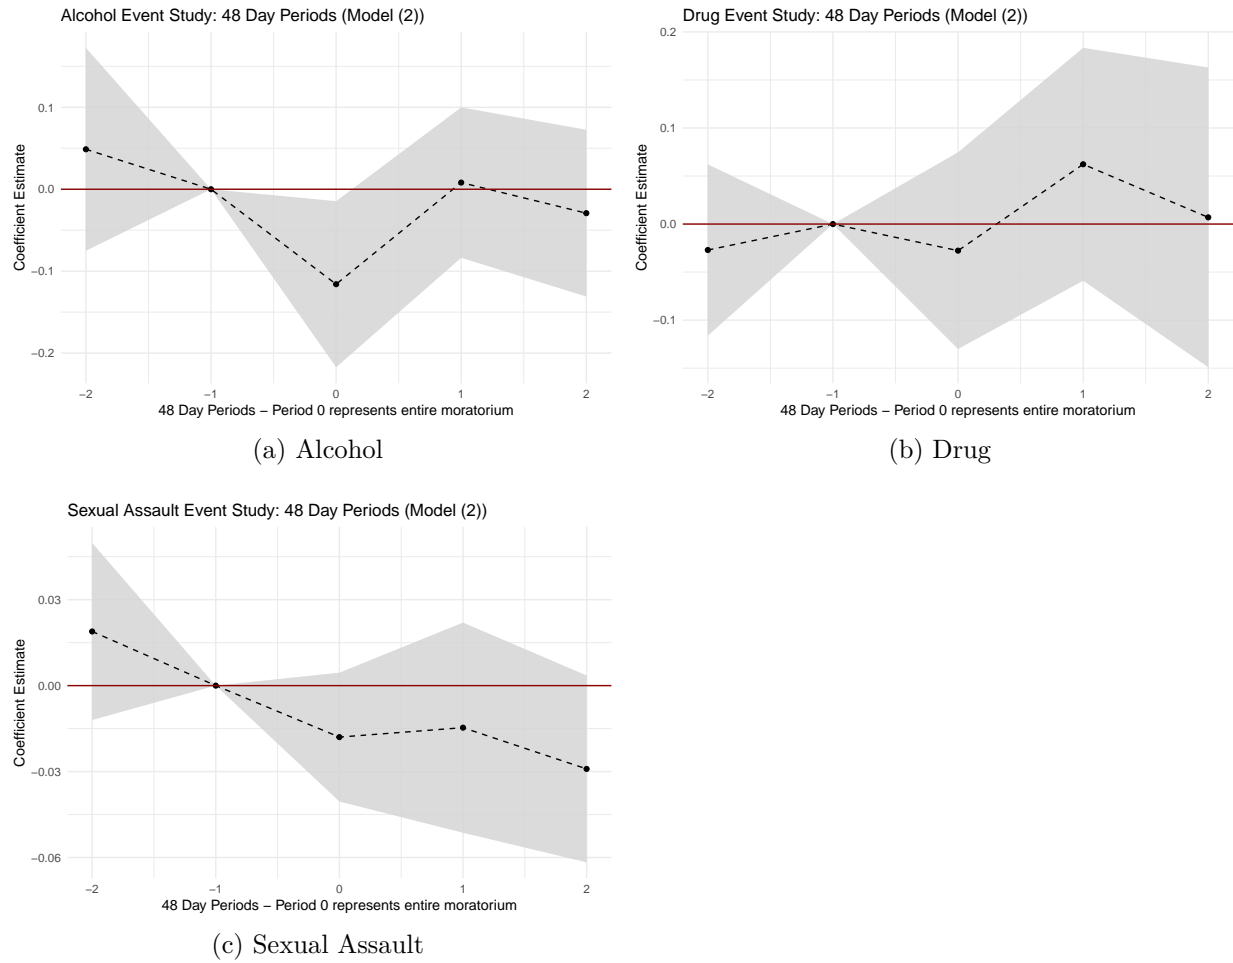 Alcohol Event Study: 48 Day Periods (Model (2))
Coefficient Estimate
0.1
0.0
−0.1
−0.2
−2 −1 0 1 2
48 Day Periods − Period 0 represents entire moratorium
(a) Alcohol
Drug Event Study: 48 Day Periods (Model (2))
Coefficient Estimate
0.2
0.1
0.0
−0.1
−2 −1 0 1 2
48 Day Periods − Period 0 represents entire moratorium
(b) Drug
Sexual Assault Event Study: 48 Day Periods (Model (2))
Coefficient Estimate
0.03
0.00
−0.03
−0.06
−2 −1 0 1 2
48 Day Periods − Period 0 represents entire moratorium
(c) Sexual Assault